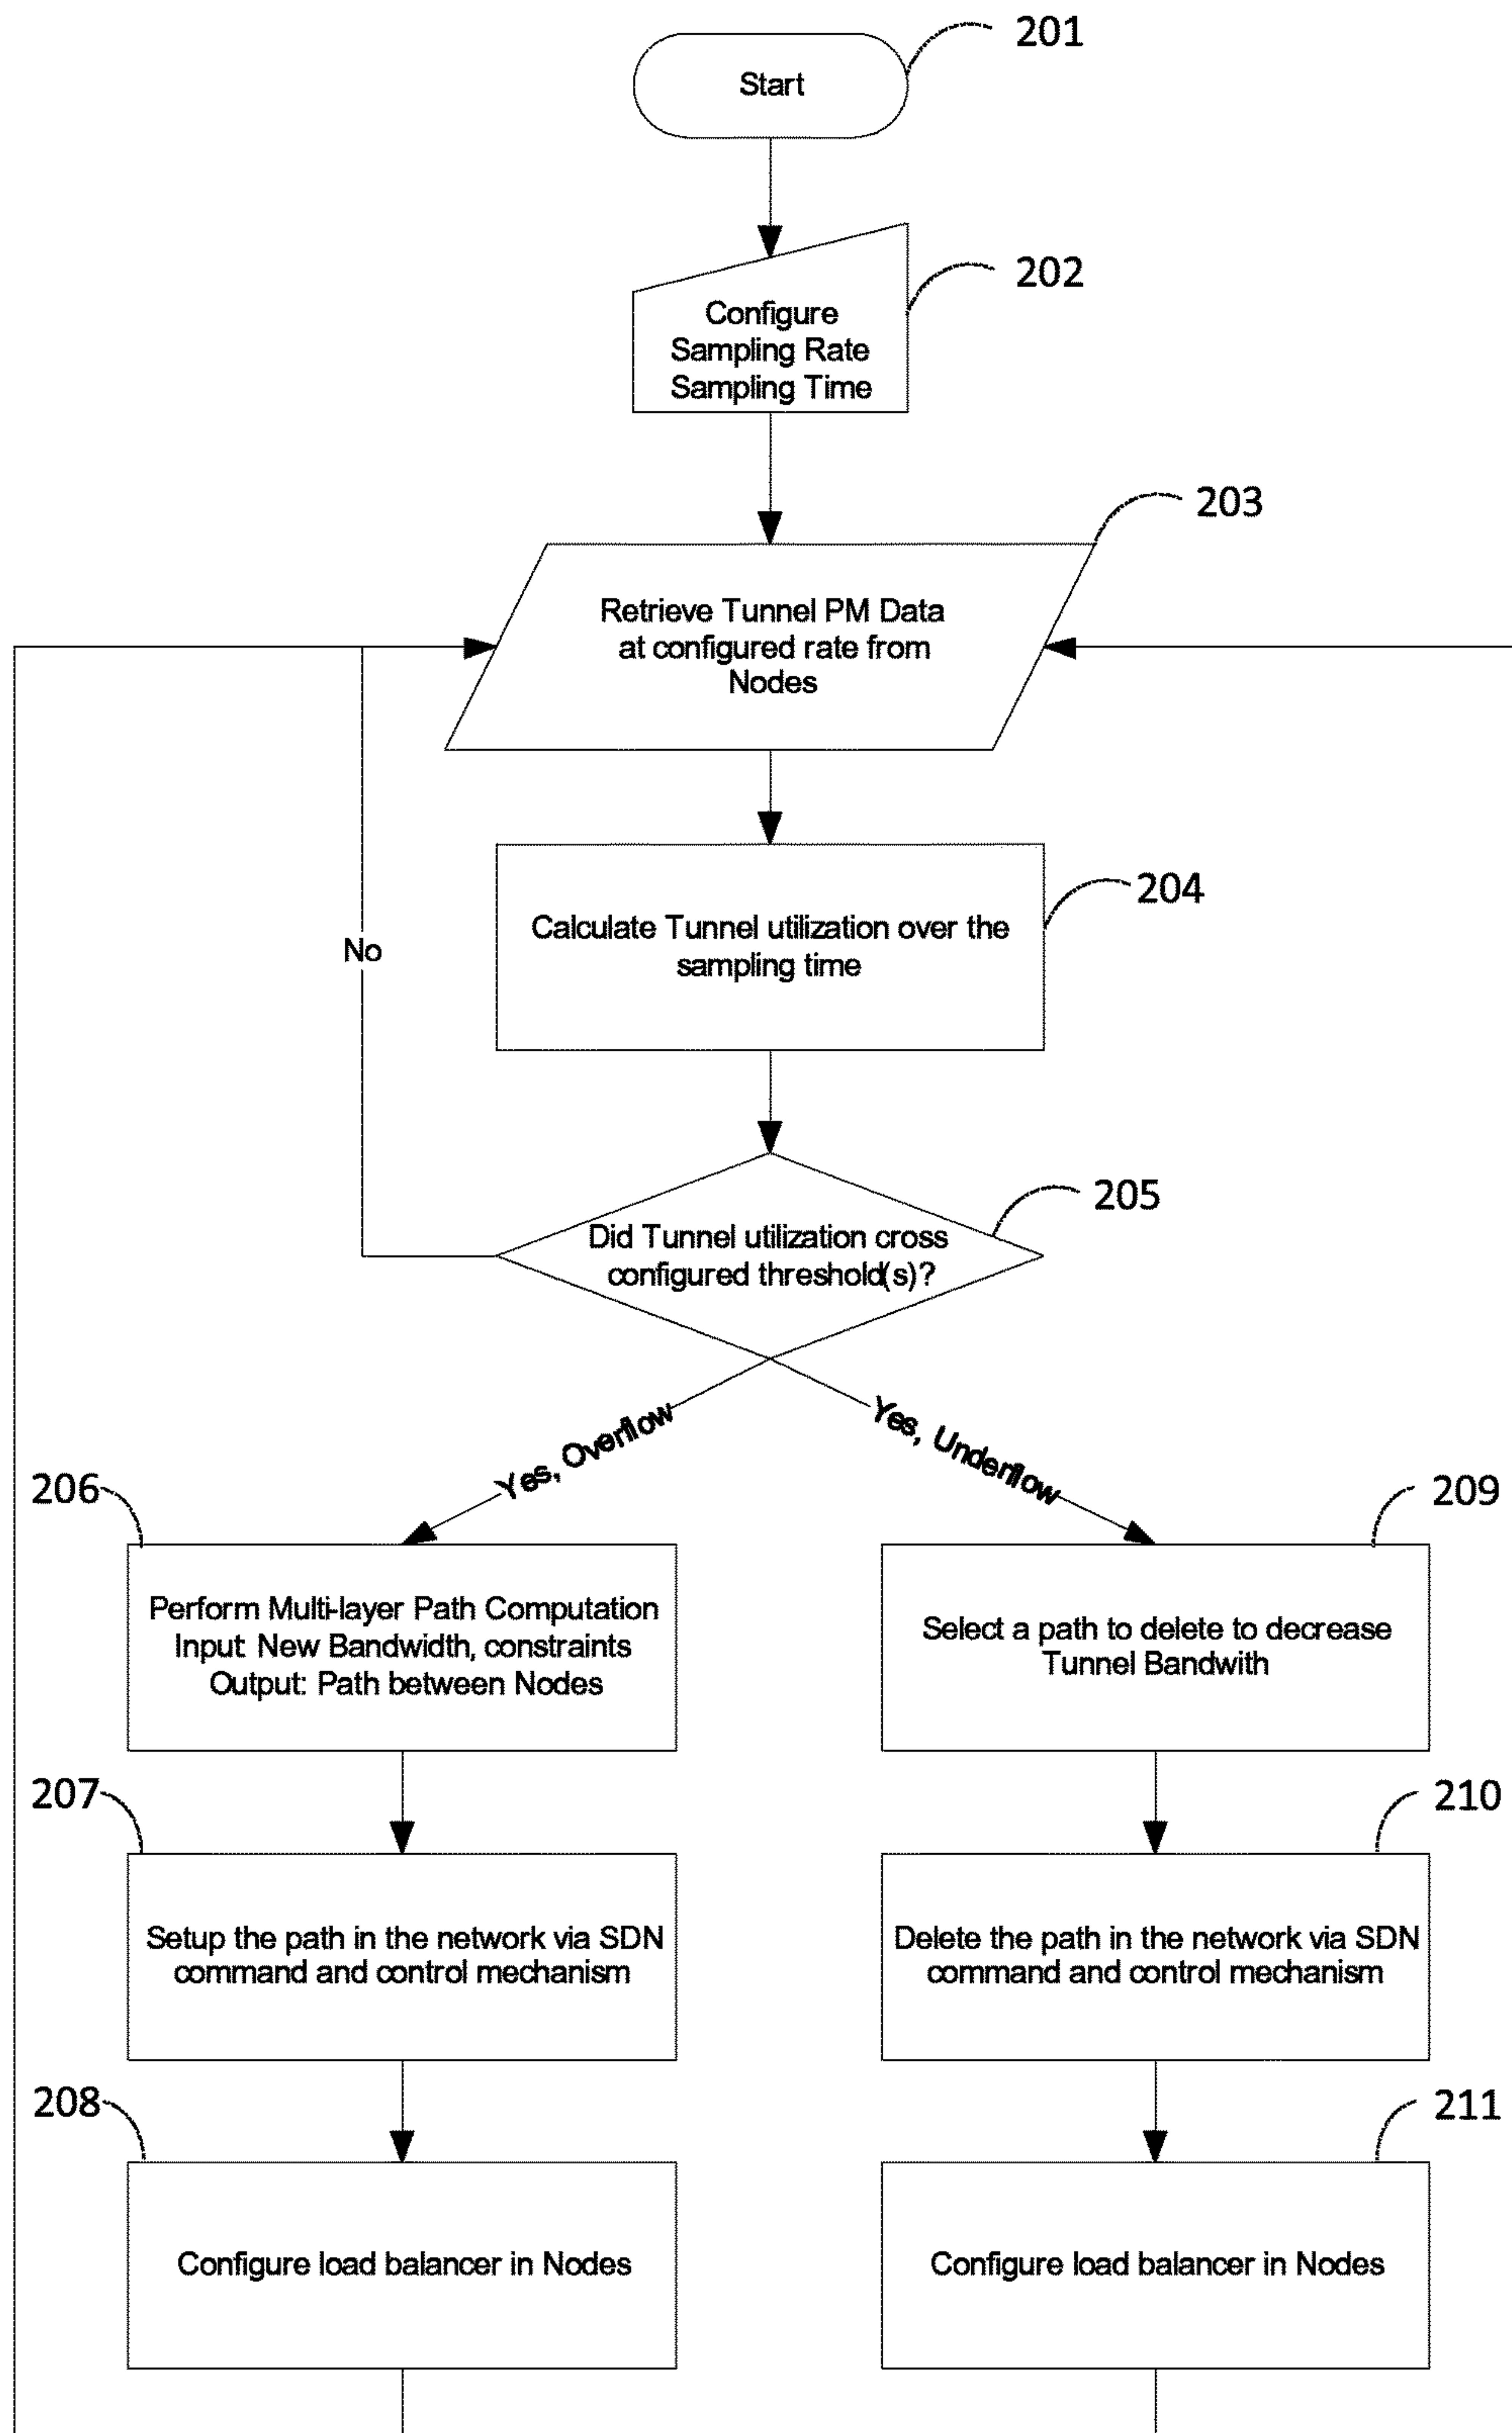 201
Start
202
Configure
Sampling Rate
Sampling Time
203
Retrieve Tunnel PM Data
at configured rate from
Nodes
204
Calculate Tunnel utilization over the
sampling time
No
205
Did Tunnel utilization cross
configured threshold(s)?
Yes, Overflow
Yes, Underflow
206
209
Perform Multi-layer Path Computation
Input: New Bandwidth, constraints
Output: Path between Nodes
Select a path to delete to decrease
Tunnel Bandwith
207
210
Setup the path in the network via SDN
command and control mechanism
Delete the path in the network via SDN
command and control mechanism
208
211
Configure load balancer in Nodes
Configure load balancer in Nodes